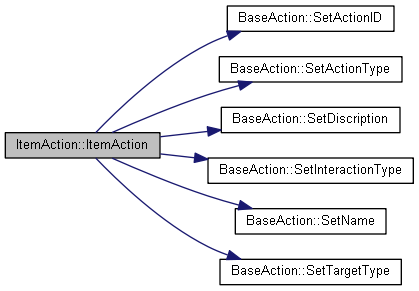 BaseAction::SetActionID
BaseAction::SetActionType
BaseAction::SetDiscription
ItemAction::ItemAction
BaseAction::SetInteractionType
BaseAction::SetName
BaseAction::SetTargetType